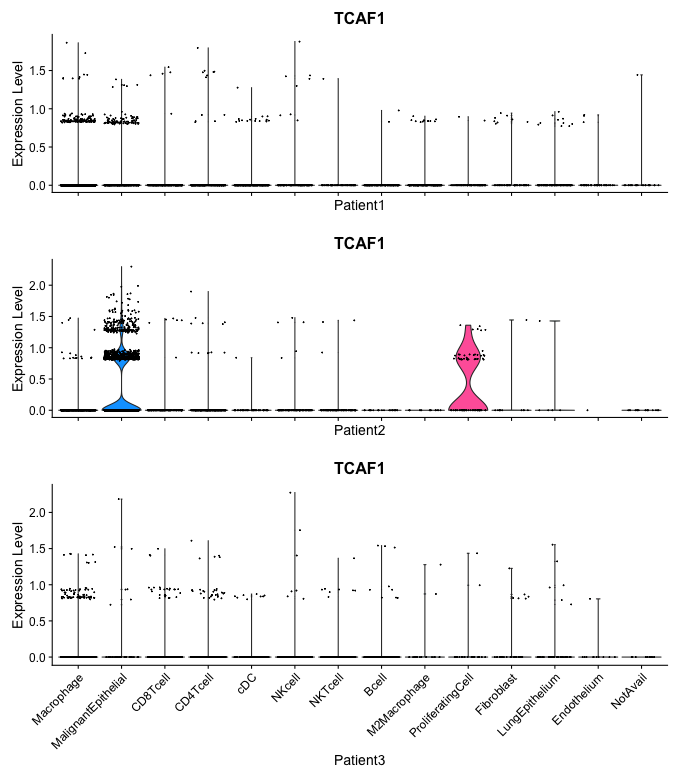 TCAF1
Expression Level
1.5
1.0
0.5
0.0
Patient1
TCAF1
Expression Level
2.0
1.5
1.0
0.5
0.0
Patient2
TCAF1
Expression Level
2.0
1.5
1.0
0.5
0.0
Macrophage
MalignantEpithelial
CD8Tcell
CD4Tcell
cDC
NKcell
NKTcell
Bcell
M2Macrophage
ProliferatingCell
Fibroblast
LungEpithelium
Endothelium
NotAvail
Patient3